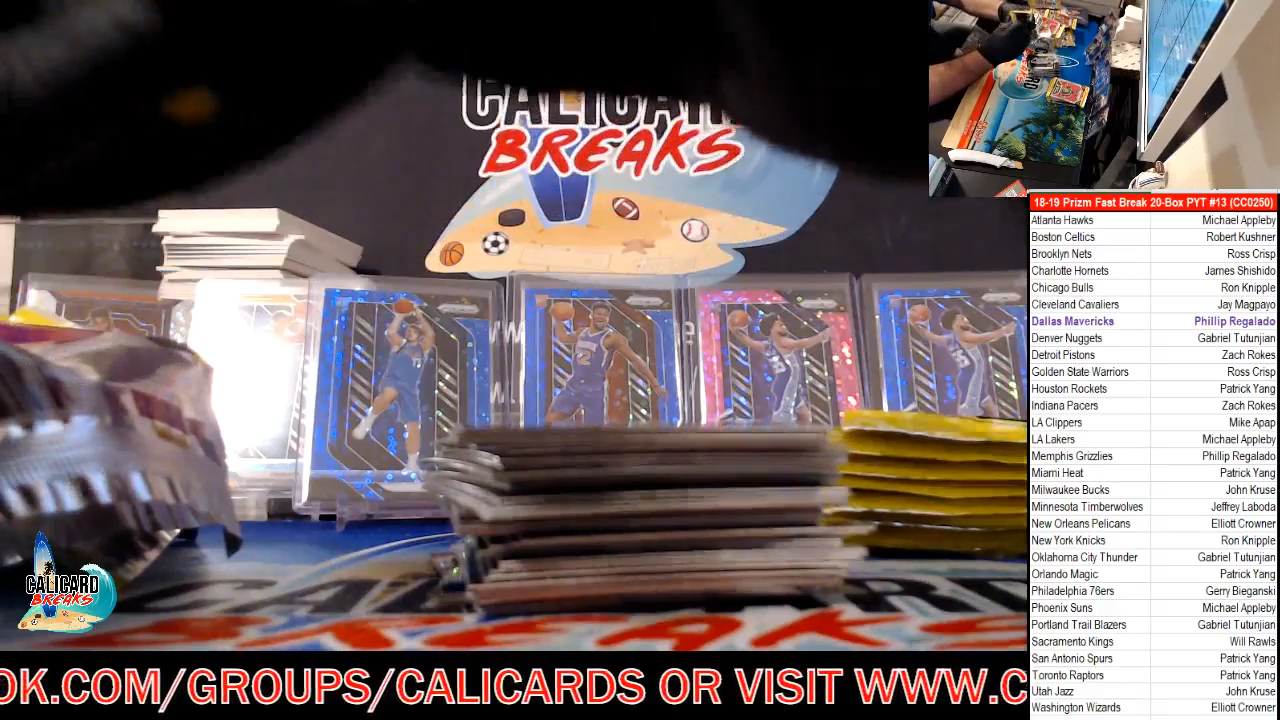 CALICARD
BREAKS
18-19 Prizm Fast Break 20-Box PYT #13 (CC0250)
Atlanta Hawks Michael Appleby
Boston Celtics Robert Kushner
Brooklyn Nets Ross Crisp
Charlotte Hornets James Shishido
Chicago Bulls Ron Knipple
Cleveland Cavaliers Jay Magpayo
Dallas Mavericks Phillip Regalado
Denver Nuggets Gabriel Tutunjian
Detroit Pistons Zach Rokes
Golden State Warriors Ross Crisp
Houston Rockets Patrick Yang
Indiana Pacers Zach Rokes
LA Clippers Mike Apap
LA Lakers Michael Appleby
Memphis Grizzlies Phillip Regalado
Miami Heat Patrick Yang
Milwaukee Bucks John Kruse
Minnesota Timberwolves Jeffrey Laboda
New Orleans Pelicans Elliott Crowner
New York Knicks Ron Knipple
Oklahoma City Thunder Gabriel Tutunjian
Orlando Magic Patrick Yang
Philadelphia 76ers Gerry Bieganski
Phoenix Suns Michael Appleby
Portland Trail Blazers Gabriel Tutunjian
Sacramento Kings Will Rawls
San Antonio Spurs Patrick Yang
Toronto Raptors Patrick Yang
Utah Jazz John Kruse
Washington Wizards Elliott Crowner
CALICARD
BREAKS
BREAKS
OK.COM/GROUPS/CALICARDS OR VISIT WWW.C